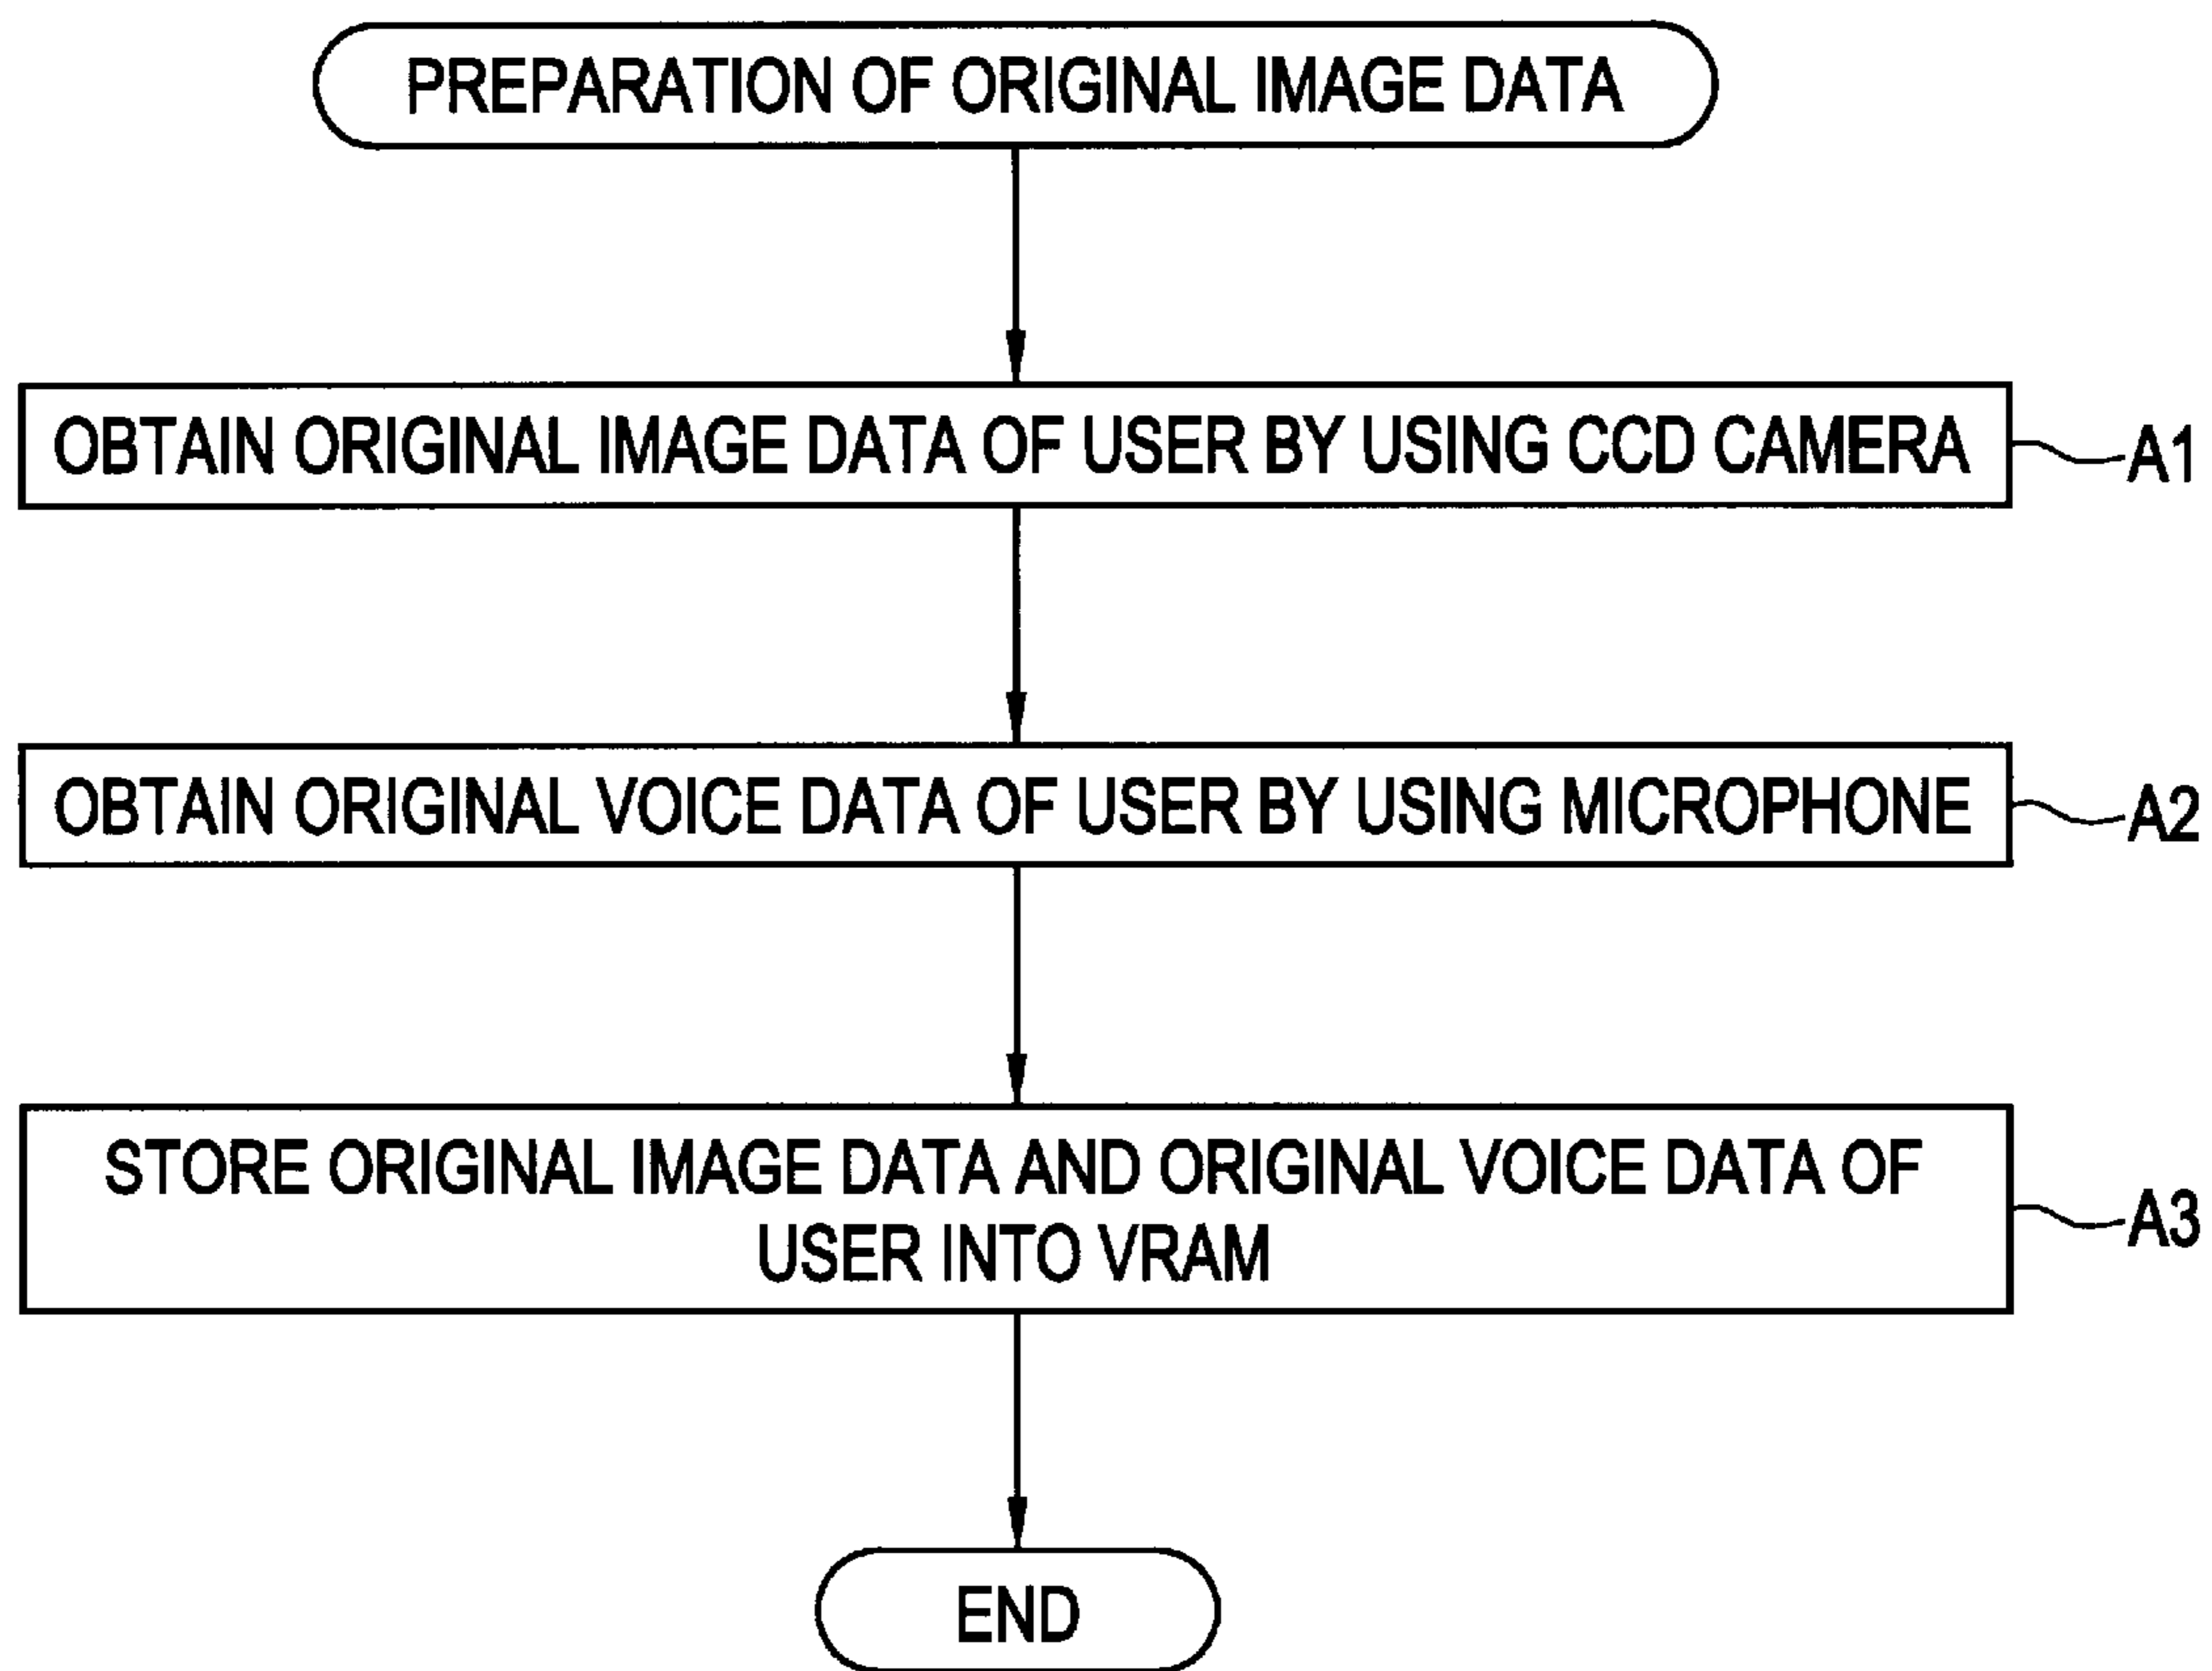 PREPARATION OF ORIGINAL IMAGE DATA
OBTAIN ORIGINAL IMAGE DATA OF USER BY USING CCD CAMERA
A1
OBTAIN ORIGINAL VOICE DATA OF USER BY USING MICROPHONE
A2
STORE ORIGINAL IMAGE DATA AND ORIGINAL VOICE DATA OF
USER INTO VRAM
A3
END